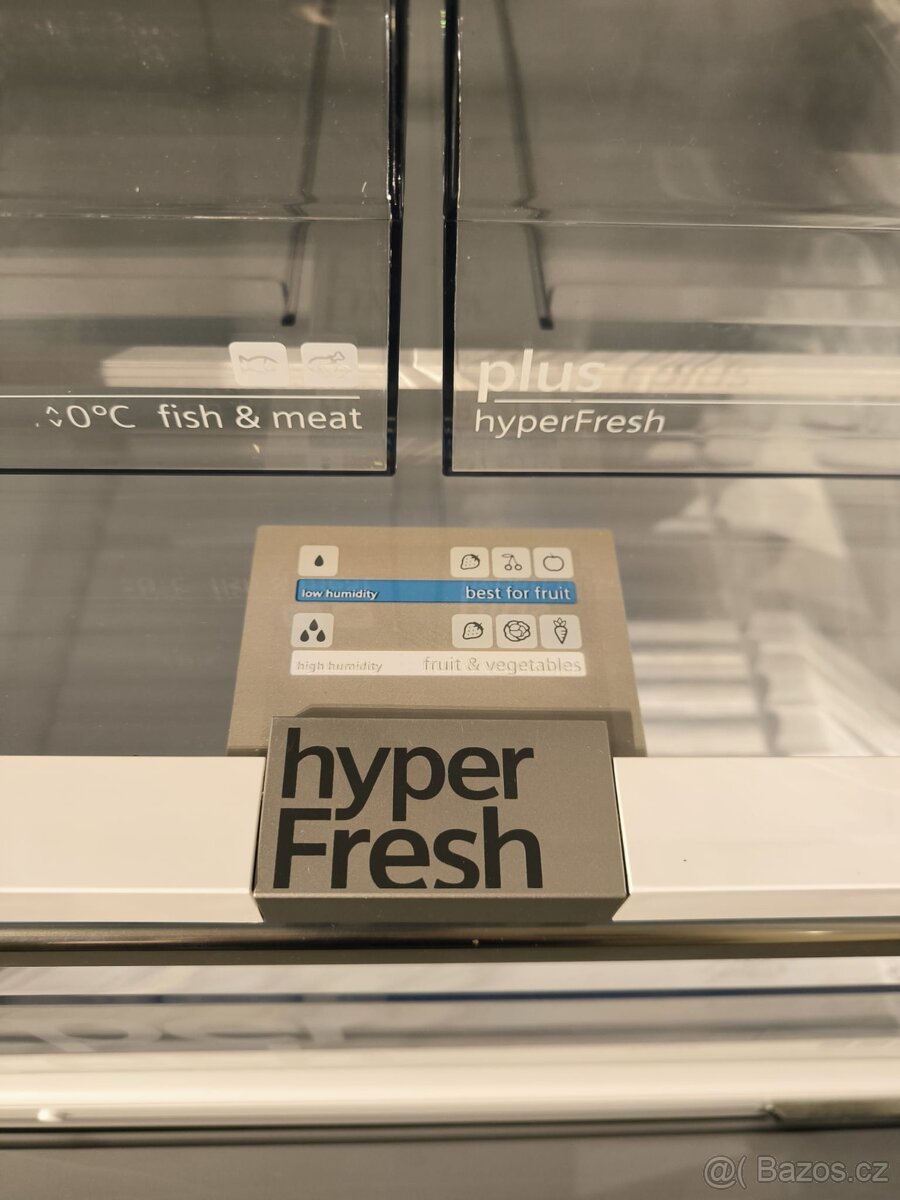 0°C fish & meat
plus
hyperFresh
low humidity best for fruit
high humidity fruit & vegetables
hyper
Fresh
@( Bazos.cz